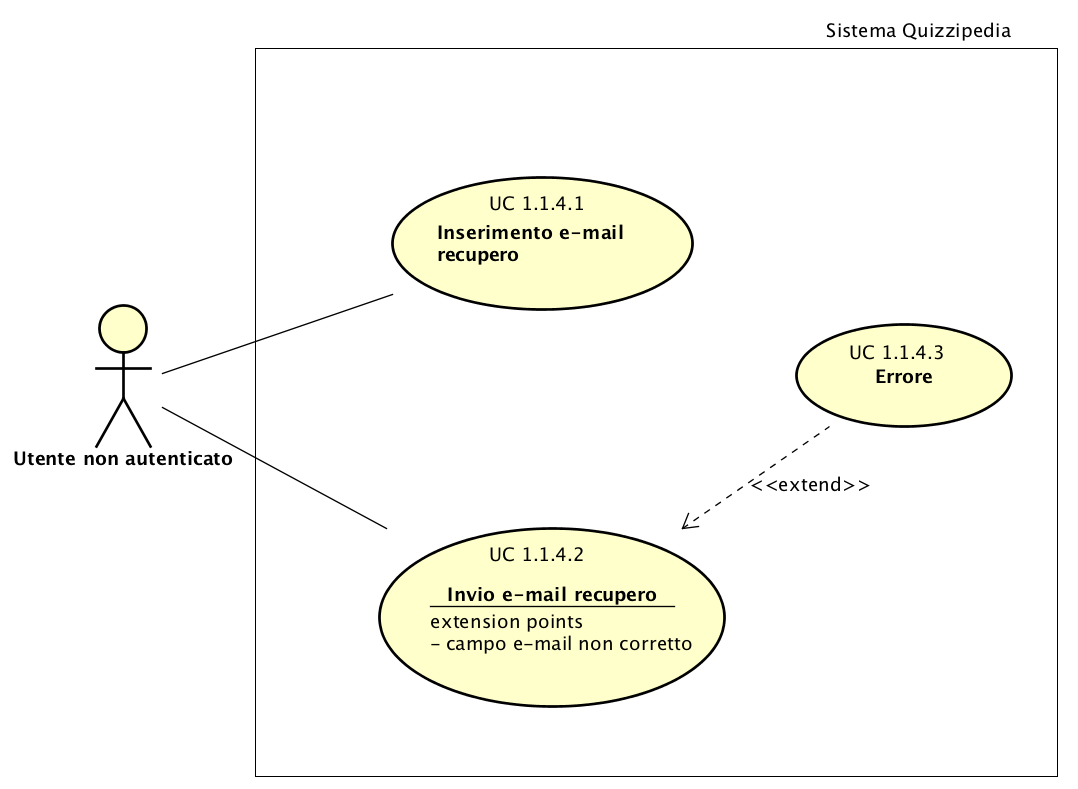 Sistema Quizzipedia
UC 1.1.4.1
Inserimento e-mail
recupero
UC 1.1.4.3
Errore
Utente non autenticato
<<extend>>
UC 1.1.4.2
Invio e-mail recupero
extension points
- campo e-mail non corretto